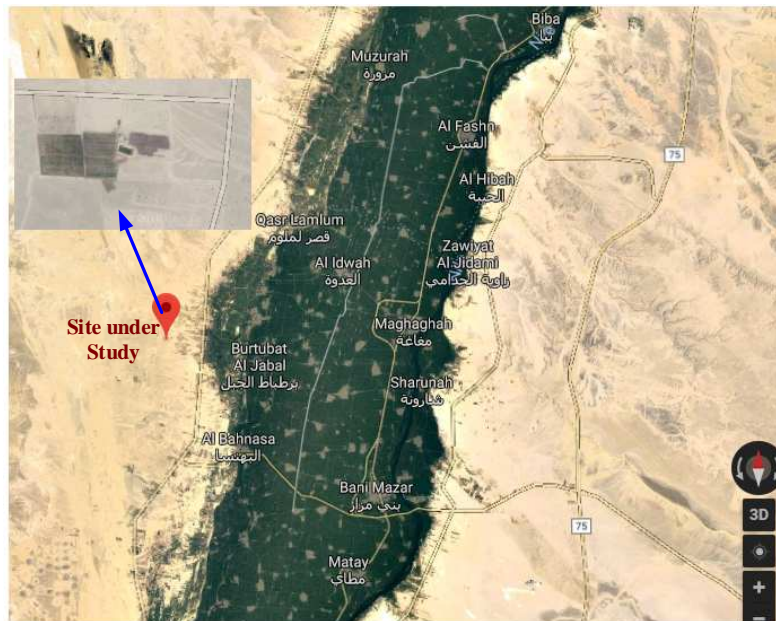 Biba
ببا
Muzurah
مزورة
Al Fashn
الفشن
75
Al Hibah
الحيبة
Qasr Lamlum
قصر لملوم
Al Idwah
العدوة
Zawiyat
Al Jidami
زاوية الجدامي
Site under
Study
Maghaghah
مغاغة
Burtubat
Al Jabal
برطباط الجبل
Sharunah
شارونة
Al Bahnasa
البهنسا
Bani Mazar
بني مزار
3D
75
Matay
مطاي